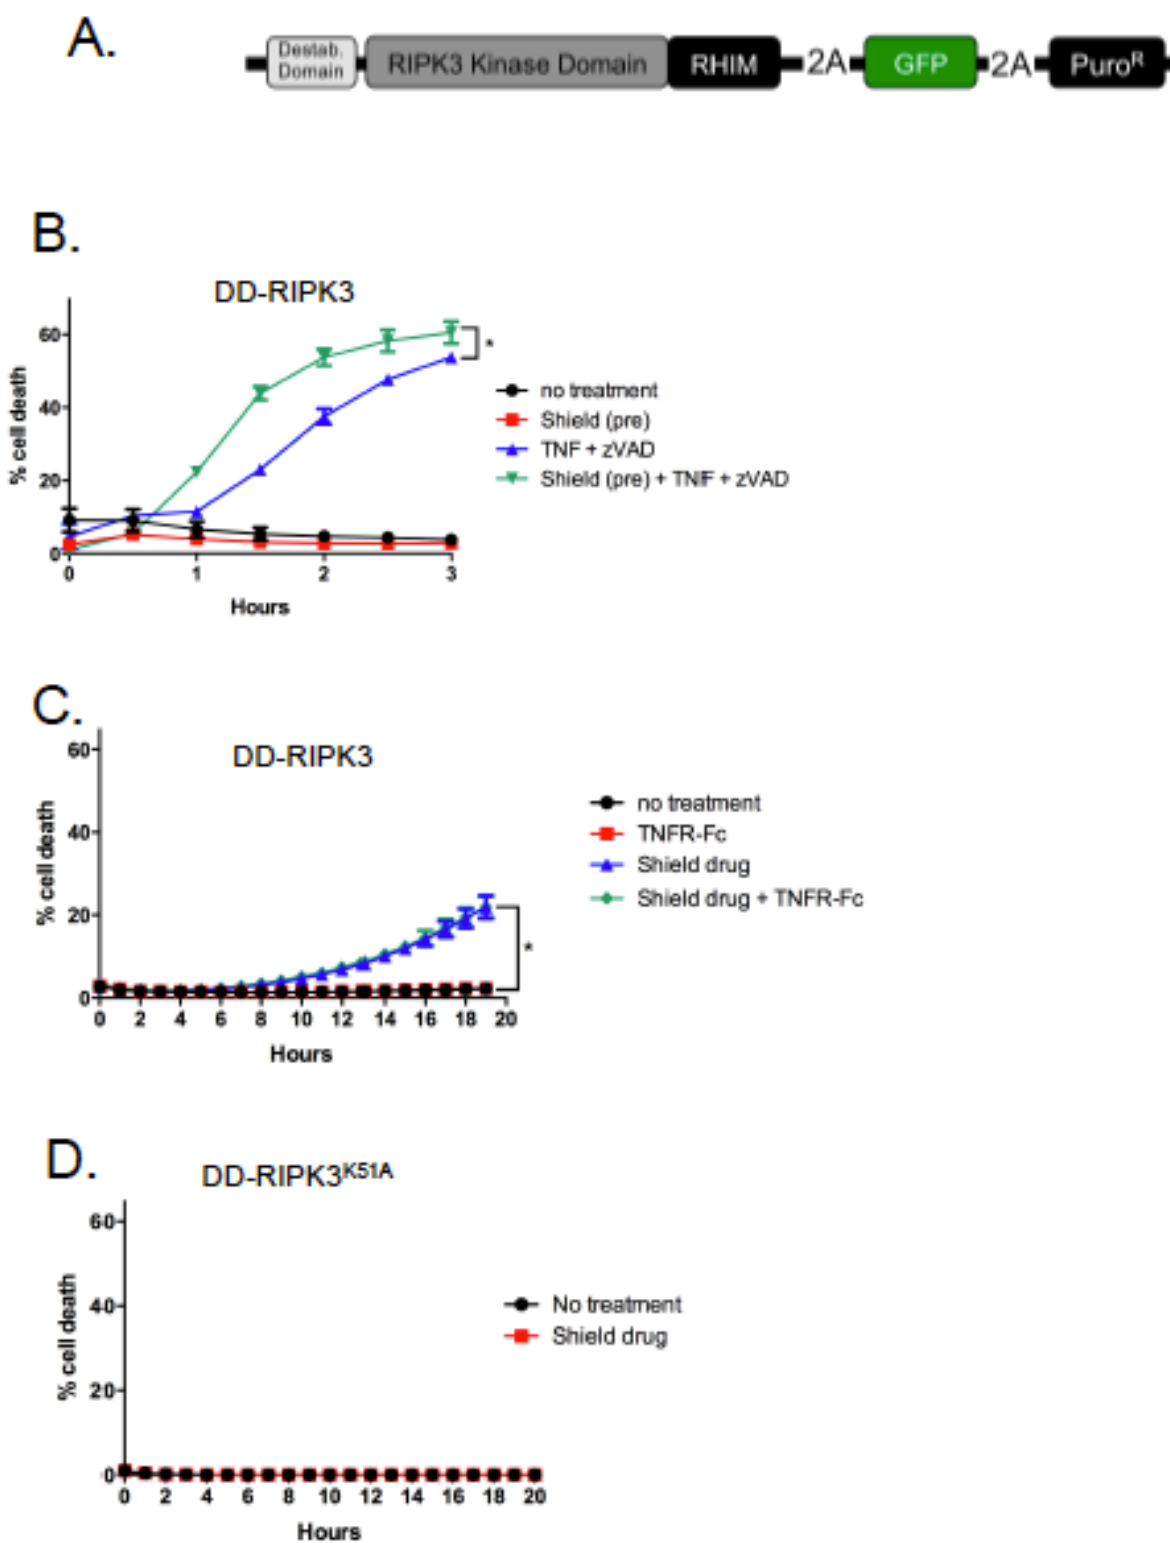 A.
Destab.
Domain
RIPK3 Kinase Domain
RHIM
2A
GFP
2A
Puroᴿ
B.
DD-RIPK3
60
40
20
0
% cell death
0 1 2 3
Hours
*
no treatment
Shield (pre)
TNF + zVAD
Shield (pre) + TNF + zVAD
C.
DD-RIPK3
60
40
20
0
% cell death
0 2 4 6 8 10 12 14 16 18 20
Hours
*
no treatment
TNFR-Fc
Shield drug
Shield drug + TNFR-Fc
D.
DD-RIPK3ᴷ⁵¹ᴬ
60
40
20
0
% cell death
0 2 4 6 8 10 12 14 16 18 20
Hours
No treatment
Shield drug